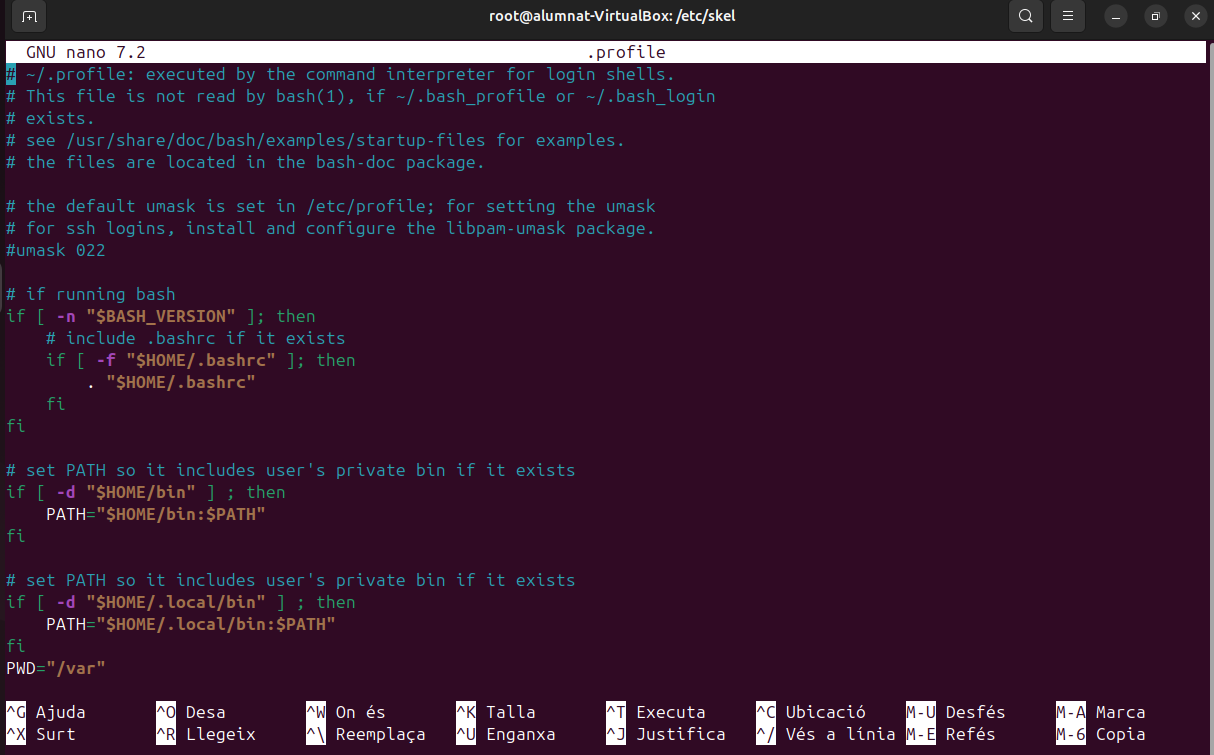 root@alumnat-VirtualBox: /etc/skel
GNU nano 7.2 .profile
# ~/.profile: executed by the command interpreter for login shells.
# This file is not read by bash(1), if ~/.bash_profile or ~/.bash_login
# exists.
# see /usr/share/doc/bash/examples/startup-files for examples.
# the files are located in the bash-doc package.

# the default umask is set in /etc/profile; for setting the umask
# for ssh logins, install and configure the libpam-umask package.
#umask 022

# if running bash
if [ -n "$BASH_VERSION" ]; then
    # include .bashrc if it exists
    if [ -f "$HOME/.bashrc" ]; then
        . "$HOME/.bashrc"
    fi
fi

# set PATH so it includes user's private bin if it exists
if [ -d "$HOME/bin" ] ; then
    PATH="$HOME/bin:$PATH"
fi

# set PATH so it includes user's private bin if it exists
if [ -d "$HOME/.local/bin" ] ; then
    PATH="$HOME/.local/bin:$PATH"
fi
PWD="/var"

^G Ajuda ^O Desa ^W On és ^K Talla ^T Executa ^C Ubicació M-U Desfés M-A Marca
^X Surt ^R Llegeix ^\ Reemplaça ^U Enganxa ^J Justifica ^/ Vés a línia M-E Refés M-6 Copia